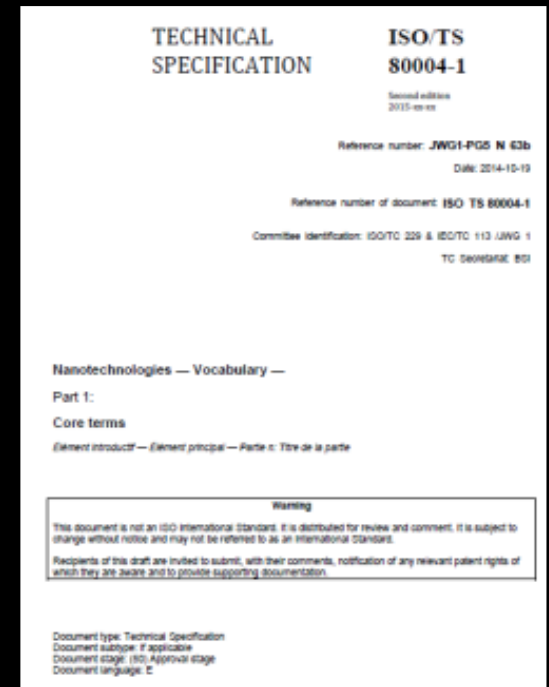 TECHNICAL
SPECIFICATION
ISO/TS
80004-1
Second edition
2015-xx-xx
Reference number: JWG1-PG5 N 63b
Date: 2014-10-19
Reference number of document: ISO TS 80004-1
Committee identification: ISO/TC 229 & IEC/TC 113 /JWG 1
TC Secretariat: BSI
Nanotechnologies — Vocabulary —
Part 1:
Core terms
Élément introductif — Élément principal — Partie n: Titre de la partie
Warning
This document is not an ISO International Standard. It is distributed for review and comment. It is subject to
change without notice and may not be referred to as an International Standard.
Recipients of this draft are invited to submit, with their comments, notification of any relevant patent rights of
which they are aware and to provide supporting documentation.
Document type: Technical Specification
Document subtype: if applicable
Document stage: (50) Approval stage
Document language: E